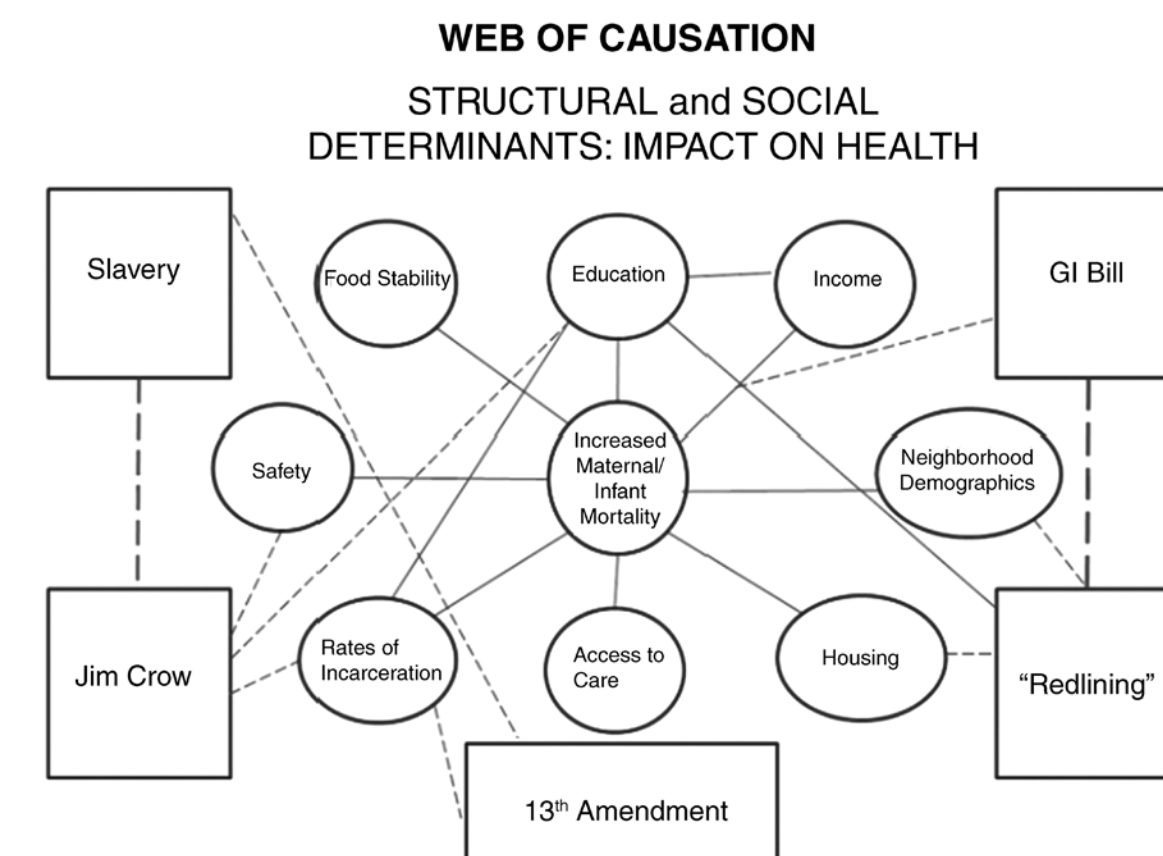 WEB OF CAUSATION
STRUCTURAL and SOCIAL
DETERMINANTS: IMPACT ON HEALTH
Slavery
Food Stability
Education
Income
GI Bill
Safety
Increased
Maternal/
Infant
Mortality
Neighborhood
Demographics
Jim Crow
Rates of
Incarceration
Access to
Care
Housing
“Redlining”
13th Amendment